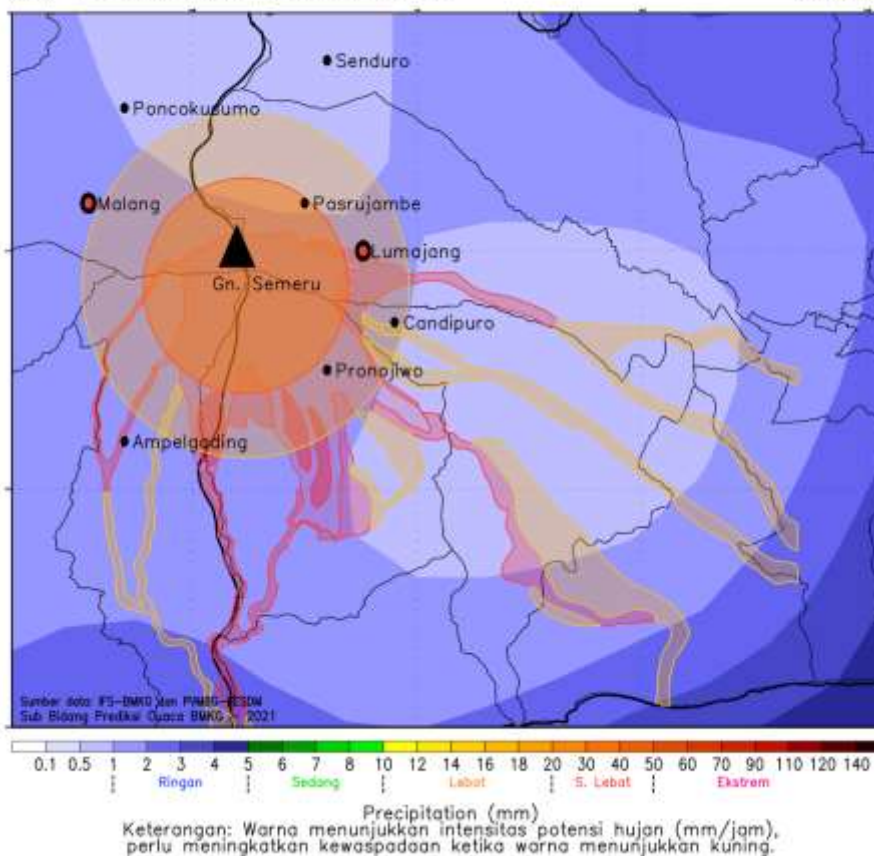 Senduro
Poncokusumo
Malang
Pasrujambe
Lumajang
Gn. Semeru
Candipuro
Pronojiwo
Ampelgading
Sumber data: IFS-BMKG dan
Sub Bidang Prediksi Cuaca BMKG - 2021
0.1 0.5 1 2 3 4 5 6 7 8 10 12 14 16 18 20 30 40 50 60 70 90 110 120 140
Ringan Sedang Lebat S. Lebat Ekstrem
Precipitation (mm)
Keterangan: Warna menunjukkan intensitas potensi hujan (mm/jam),
perlu meningkatkan kewaspadaan ketika warna menunjukkan kuning.